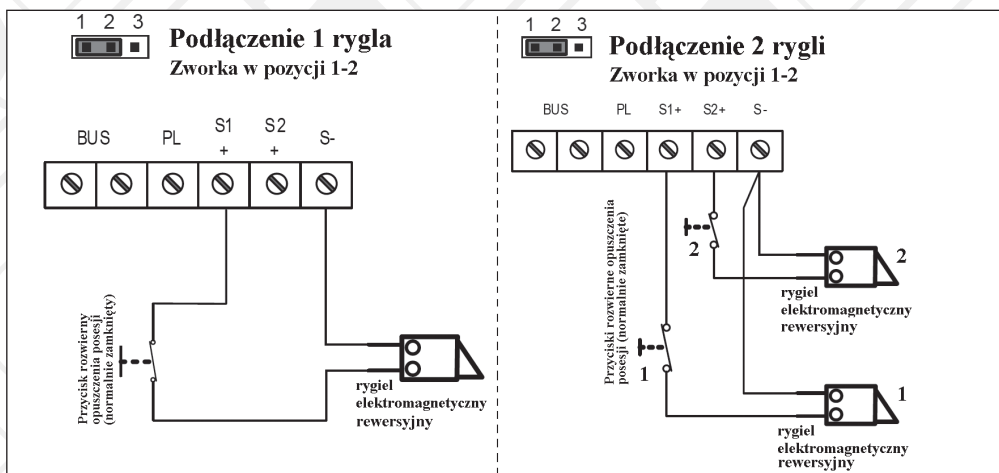 1 2 3
Podłączenie 1 rygla
Zworka w pozycji 1-2
BUS PL S1 + S2 + S-
Przycisk rozwierny
opuszczenia posesji
(normalnie zamknięty)
rygiel
elektromagnetyczny
rewersyjny
1 2 3
Podłączenie 2 rygli
Zworka w pozycji 1-2
BUS PL S1+ S2+ S-
Przyciski rozwierne opuszczenia
posesji (normalnie zamknięte)
2
2
rygiel
elektromagnetyczny
rewersyjny
1
1
rygiel
elektromagnetyczny
rewersyjny